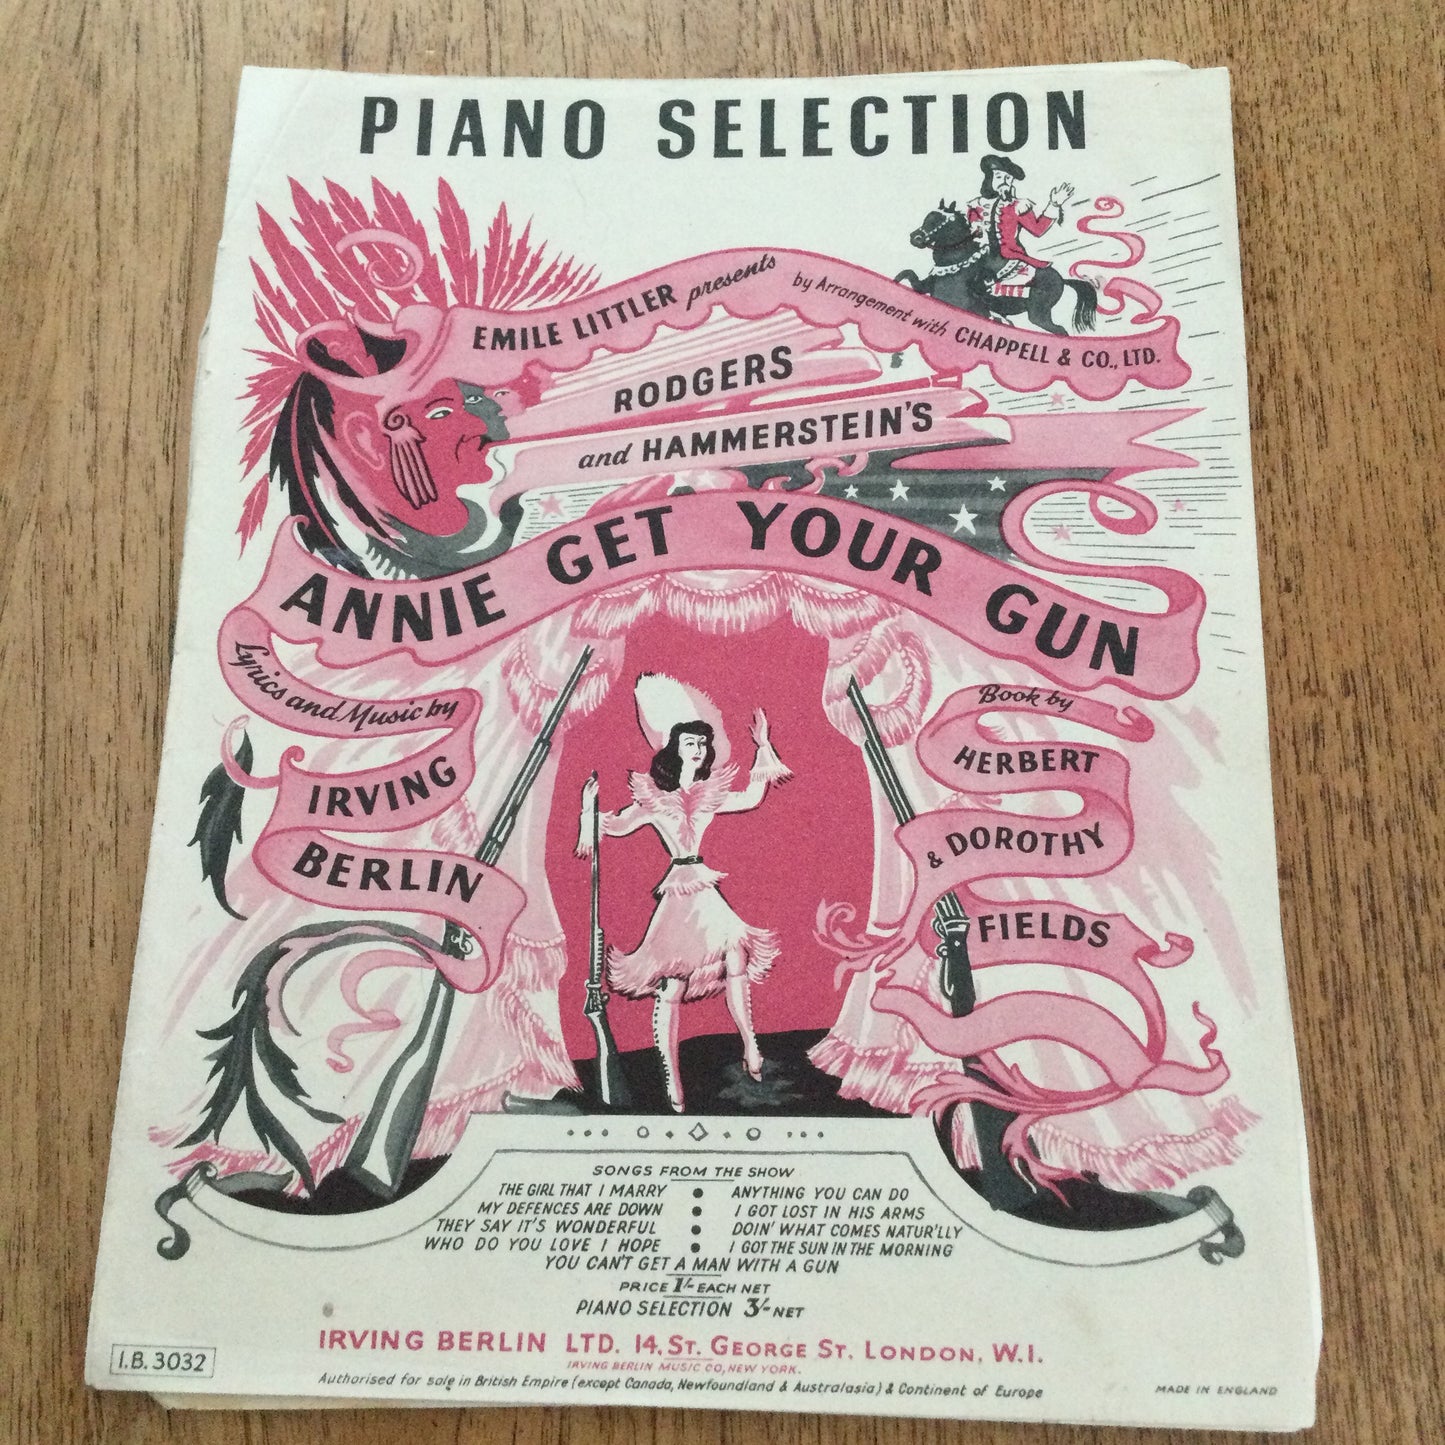 PIANO SELECTION
EMILE LITTLER presents by Arrangement with CHAPPELL & CO., LTD.
RODGERS
and HAMMERSTEIN'S
ANNIE GET YOUR GUN
Lyrics and Music by
IRVING
BERLIN
Book by
HERBERT
& DOROTHY
FIELDS
SONGS FROM THE SHOW
THE GIRL THAT I MARRY • ANYTHING YOU CAN DO
MY DEFENCES ARE DOWN • I GOT LOST IN HIS ARMS
THEY SAY IT'S WONDERFUL • DOIN' WHAT COMES NATUR'LLY
WHO DO YOU LOVE I HOPE • I GOT THE SUN IN THE MORNING
YOU CAN'T GET A MAN WITH A GUN
PRICE 1/- EACH NET
PIANO SELECTION 3/- NET
IRVING BERLIN LTD. 14, ST. GEORGE ST. LONDON, W.I.
IRVING BERLIN MUSIC CO, NEW YORK.
I.B. 3032
Authorised for sale in British Empire (except Canada, Newfoundland & Australasia) & Continent of Europe
MADE IN ENGLAND